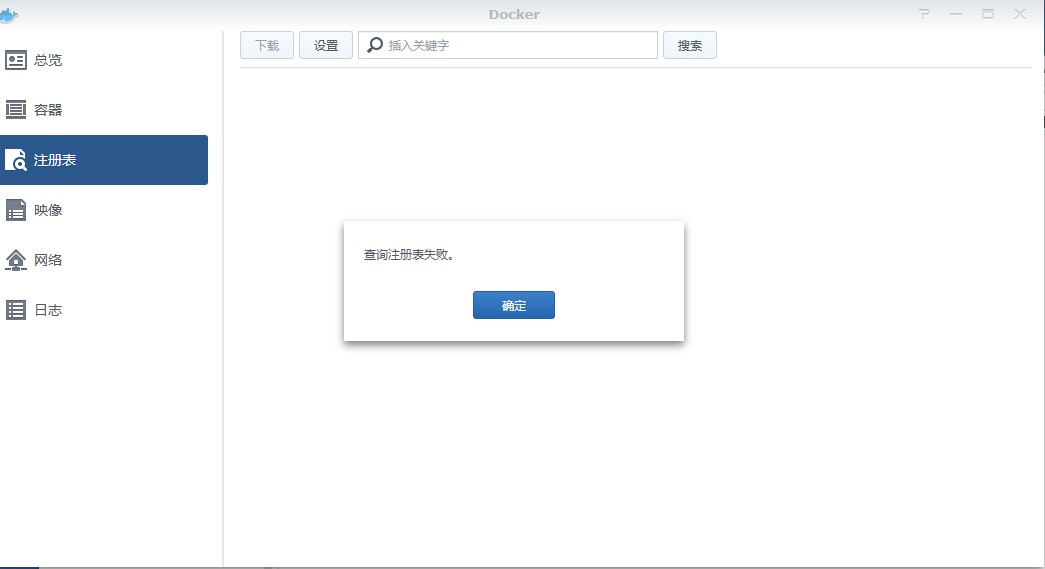 Docker
总览
容器
注册表
映像
网络
日志
下载 设置 插入关键字 搜索
查询注册表失败。
确定